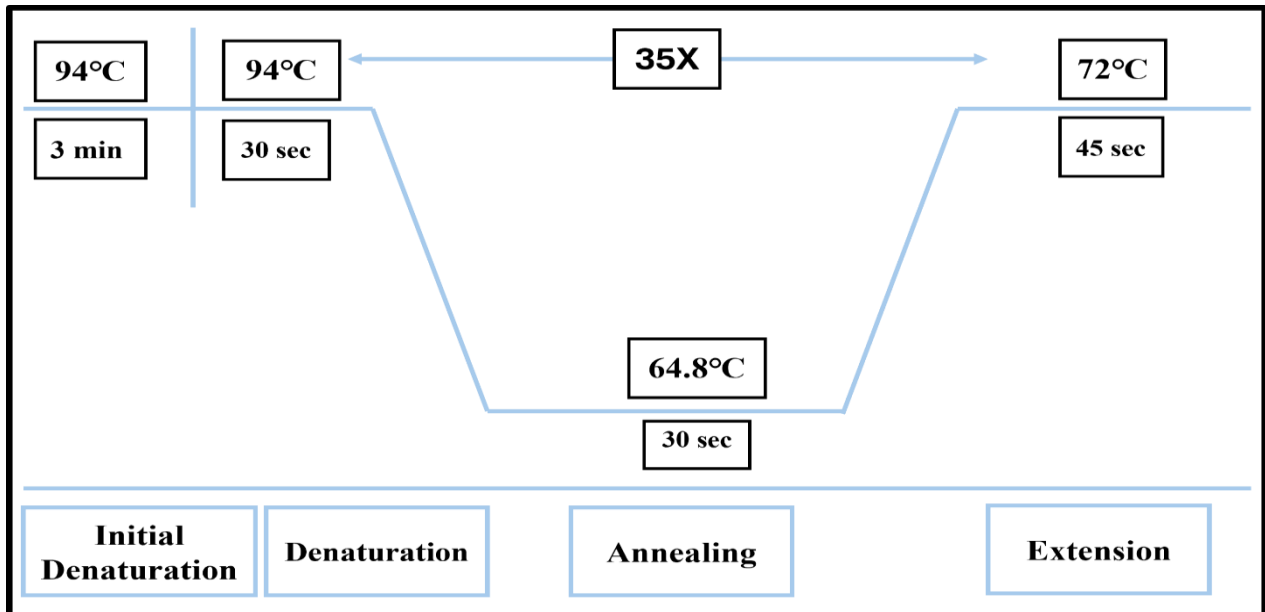 94°C
94°C
35X
72°C
3 min
30 sec
45 sec
64.8°C
30 sec
Initial
Denaturation
Denaturation
Annealing
Extension